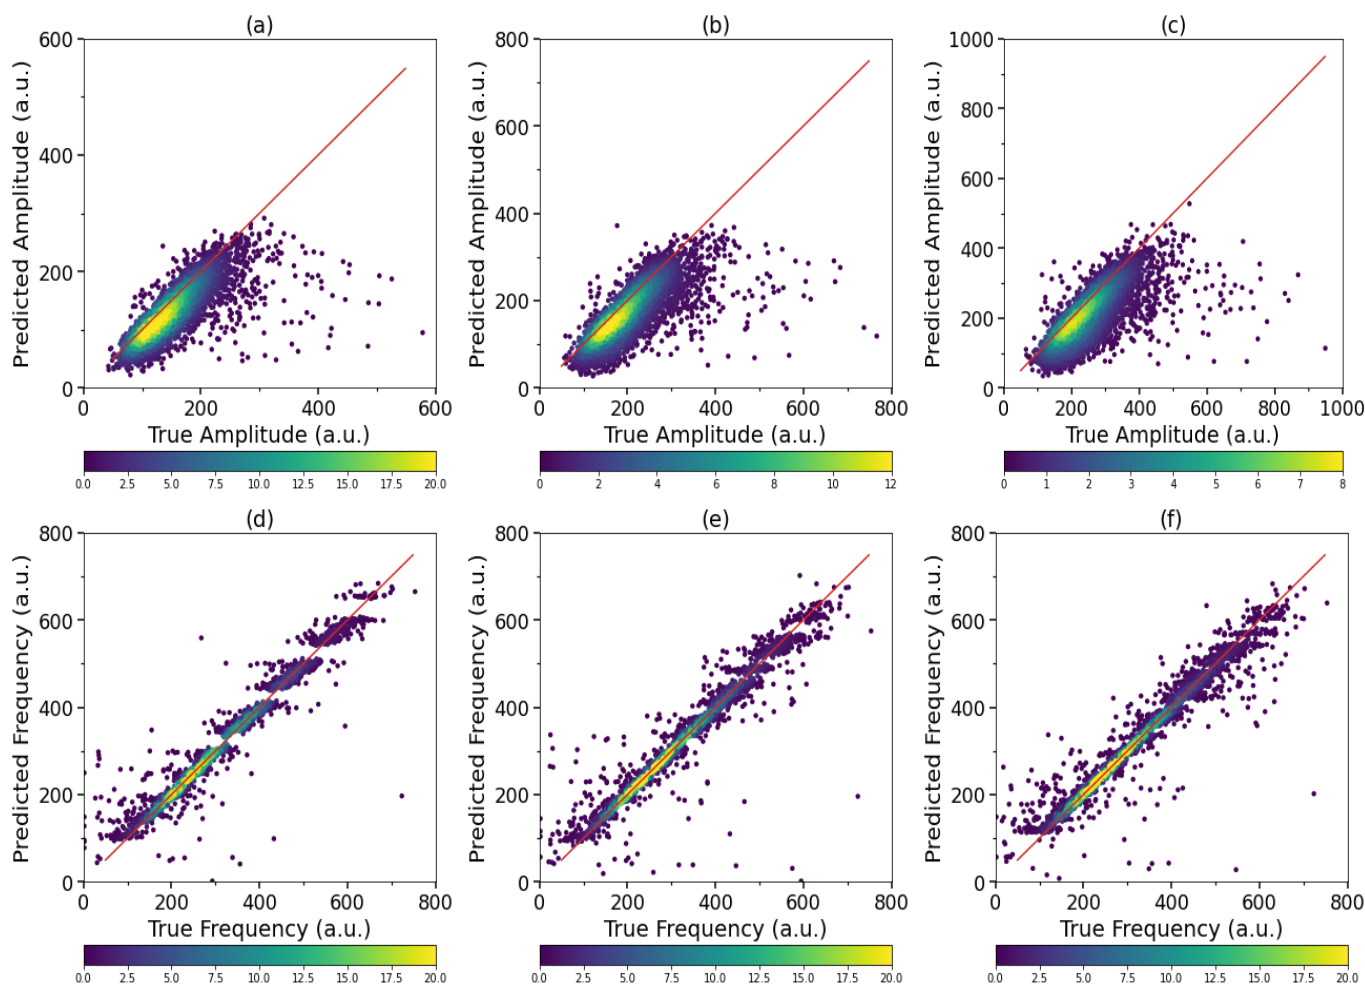 (a) (b) (c)
600 800 1000
Predicted Amplitude (a.u.) Predicted Amplitude (a.u.) Predicted Amplitude (a.u.)
800
600
400 600
400
200 400
200 200
0 0 0
0 200 400 600 0 200 400 600 800 0 200 400 600 800 1000
True Amplitude (a.u.) True Amplitude (a.u.) True Amplitude (a.u.)
0.0 2.5 5.0 7.5 10.0 12.5 15.0 17.5 20.0 0 2 4 6 8 10 12 0 1 2 3 4 5 6 7 8
(d) (e) (f)
800 800 800
Predicted Frequency (a.u.) Predicted Frequency (a.u.) Predicted Frequency (a.u.)
600 600 600
400 400 400
200 200 200
0 0 0
0 200 400 600 800 0 200 400 600 800 0 200 400 600 800
True Frequency (a.u.) True Frequency (a.u.) True Frequency (a.u.)
0.0 2.5 5.0 7.5 10.0 12.5 15.0 17.5 20.0 0.0 2.5 5.0 7.5 10.0 12.5 15.0 17.5 20.0 0.0 2.5 5.0 7.5 10.0 12.5 15.0 17.5 20.0